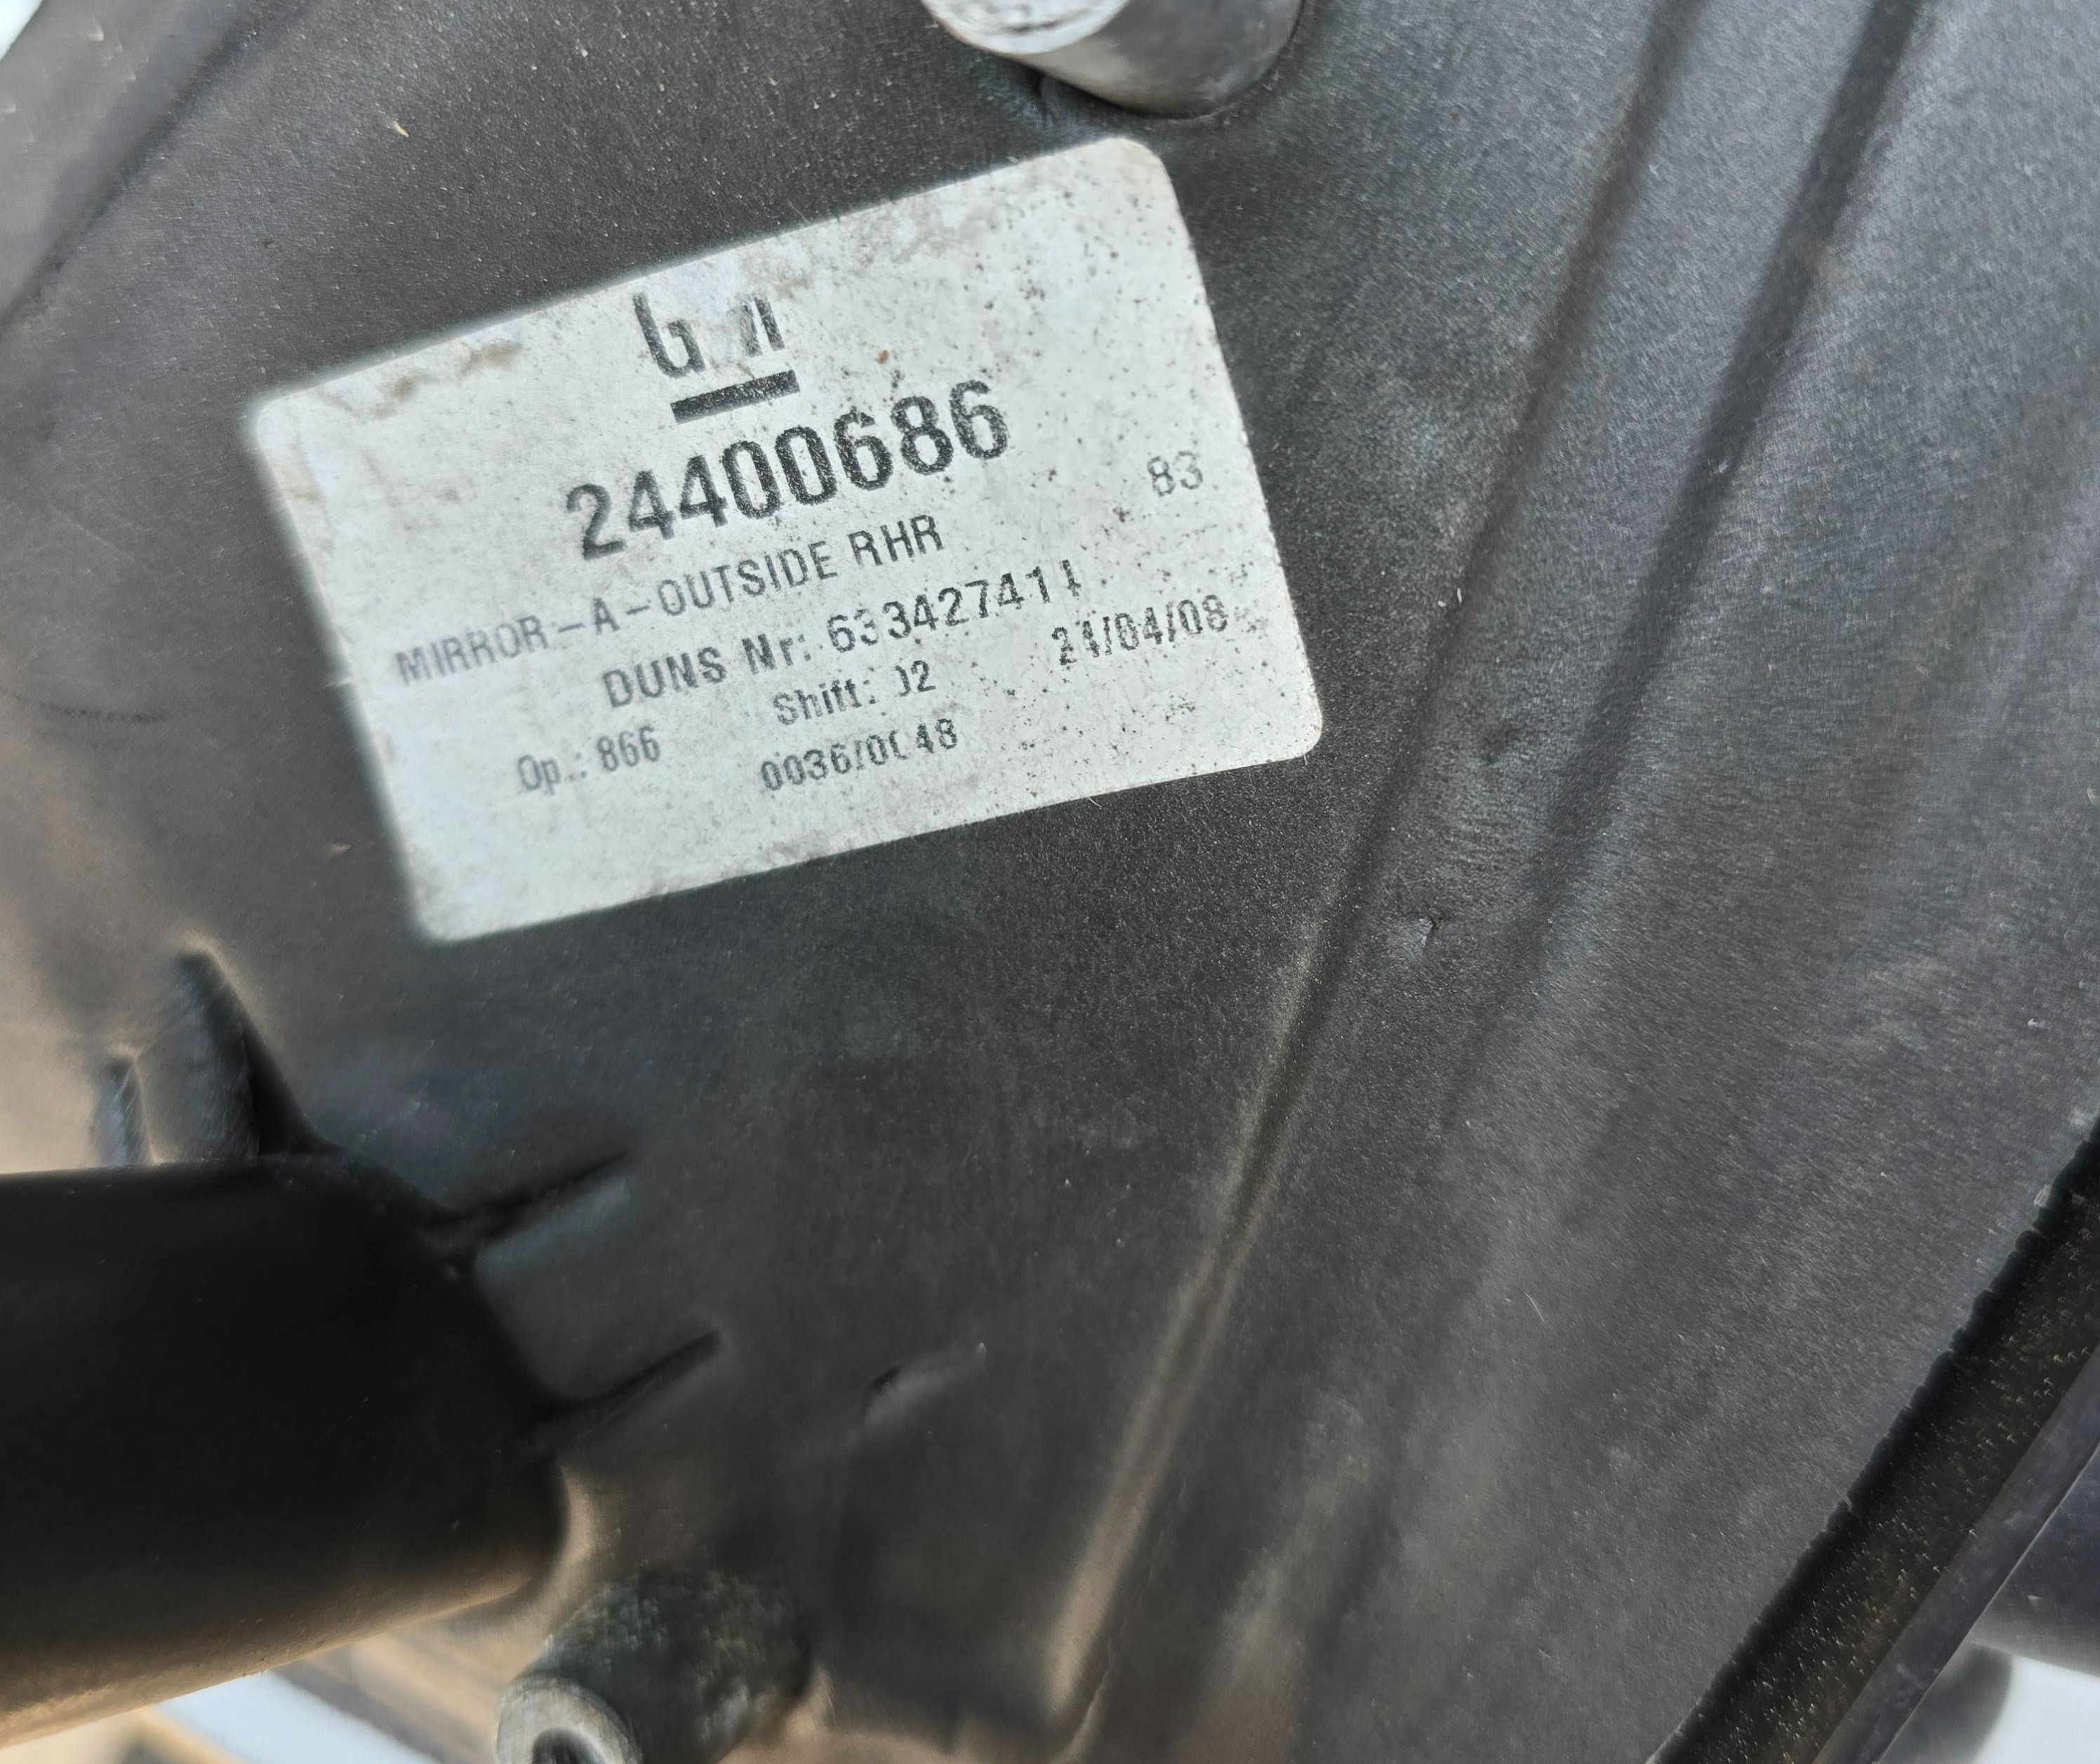 GM
24400686
83
MIRROR-A-OUTSIDE RHR
DUNS Nr: 633427411
Shift: 02 24/04/08
Op.: 866 0036/0048